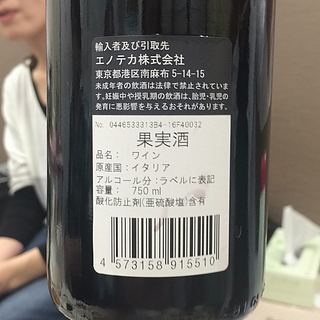 輸入者及び引取先
エノテカ株式会社
東京都港区南麻布 5-14-15
未成年者の飲酒は法律で禁止されていま
す。妊娠中や授乳期の飲酒は、胎児・乳児の
発育に悪影響を与えるおそれがあります。
No. 0446533313B4-16F40032
果実酒
品名: ワイン
原産国:イタリア
アルコール分:ラベルに表記
容量: 750 ml
酸化防止剤(亜硫酸塩)含有
4 573158 915510